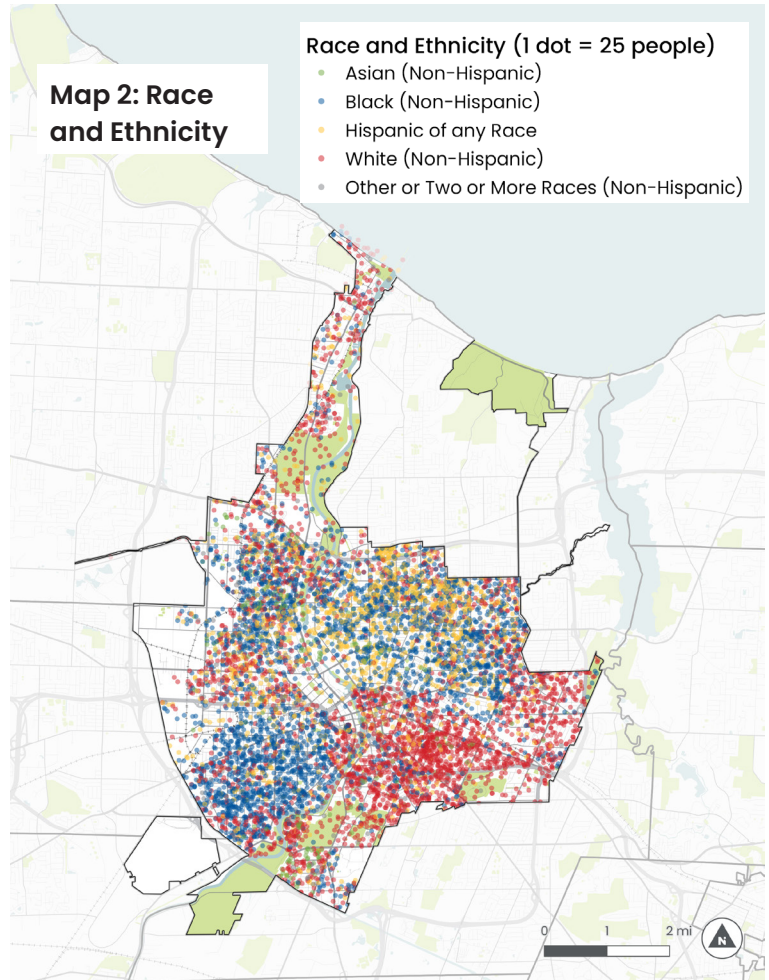 Map 2: Race
and Ethnicity
Race and Ethnicity (1 dot = 25 people)
Asian (Non-Hispanic)
Black (Non-Hispanic)
Hispanic of any Race
White (Non-Hispanic)
Other or Two or More Races (Non-Hispanic)
0 1 2 mi
N